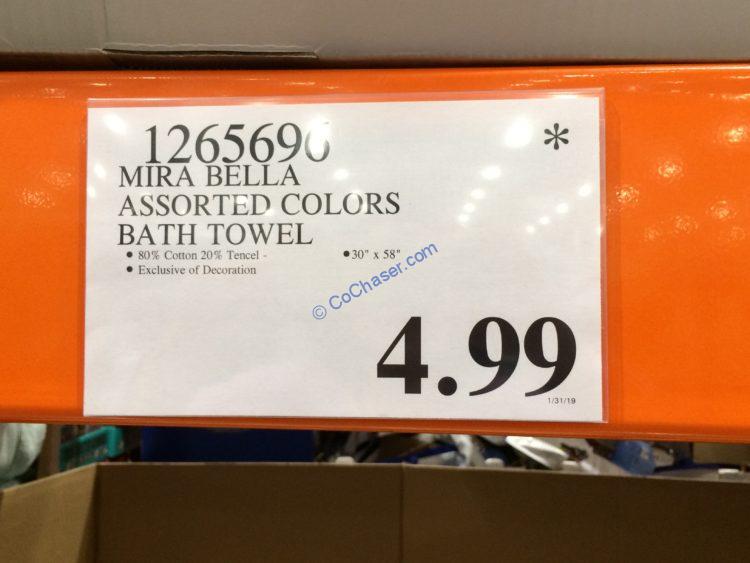 1265696 *
MIRA BELLA
ASSORTED COLORS
BATH TOWEL
• 80% Cotton 20% Tencel - • 30" x 58"
• Exclusive of Decoration
© CoChaser.com
4.99
1/31/19